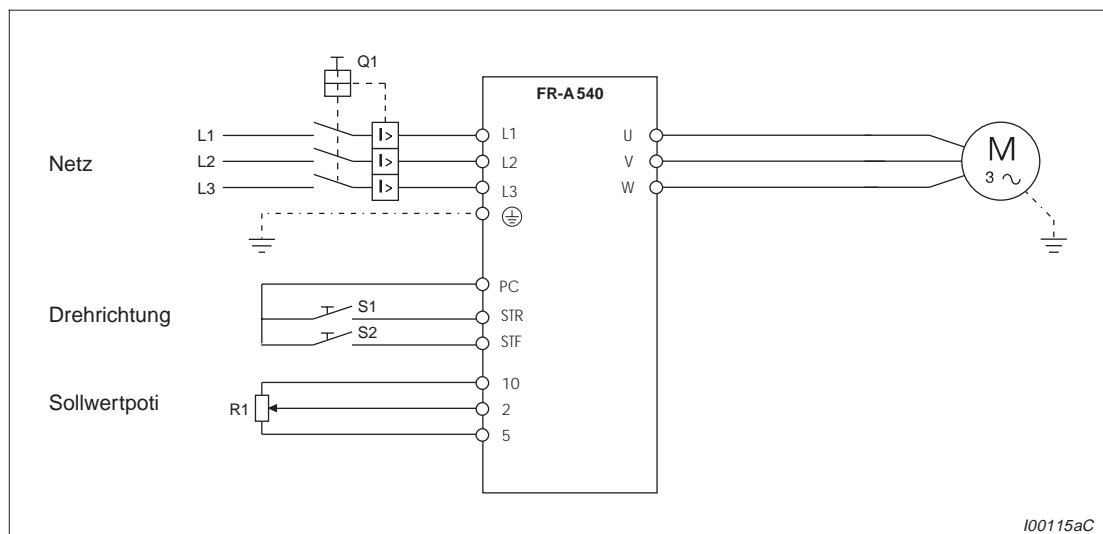 Q1
FR-A 540
L1 I> L1 U
Netz L2 I> L2 V M 3 ~
L3 I> L3 W
PC
Drehrichtung S1 STR
S2 STF
10
Sollwertpoti R1 2
5
I00115aC